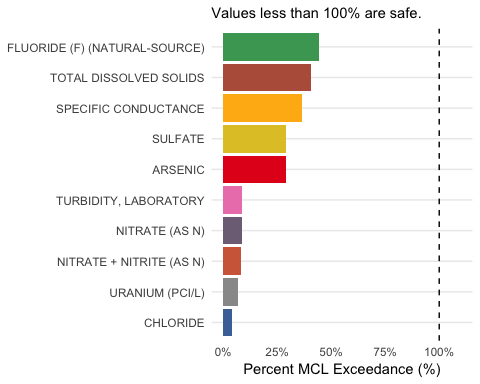 Values less than 100% are safe.
FLUORIDE (F) (NATURAL-SOURCE)
TOTAL DISSOLVED SOLIDS
SPECIFIC CONDUCTANCE
SULFATE
ARSENIC
TURBIDITY, LABORATORY
NITRATE (AS N)
NITRATE + NITRITE (AS N)
URANIUM (PCI/L)
CHLORIDE
0% 25% 50% 75% 100%
Percent MCL Exceedance (%)